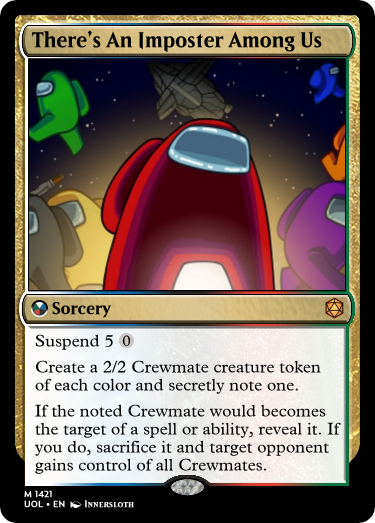 There's An Imposter Among Us
Sorcery
Suspend 5 0
Create a 2/2 Crewmate creature token
of each color and secretly note one.
If the noted Crewmate would becomes
the target of a spell or ability, reveal it. If
you do, sacrifice it and target opponent
gains control of all Crewmates.
M 1421
UOL • EN Innersloth